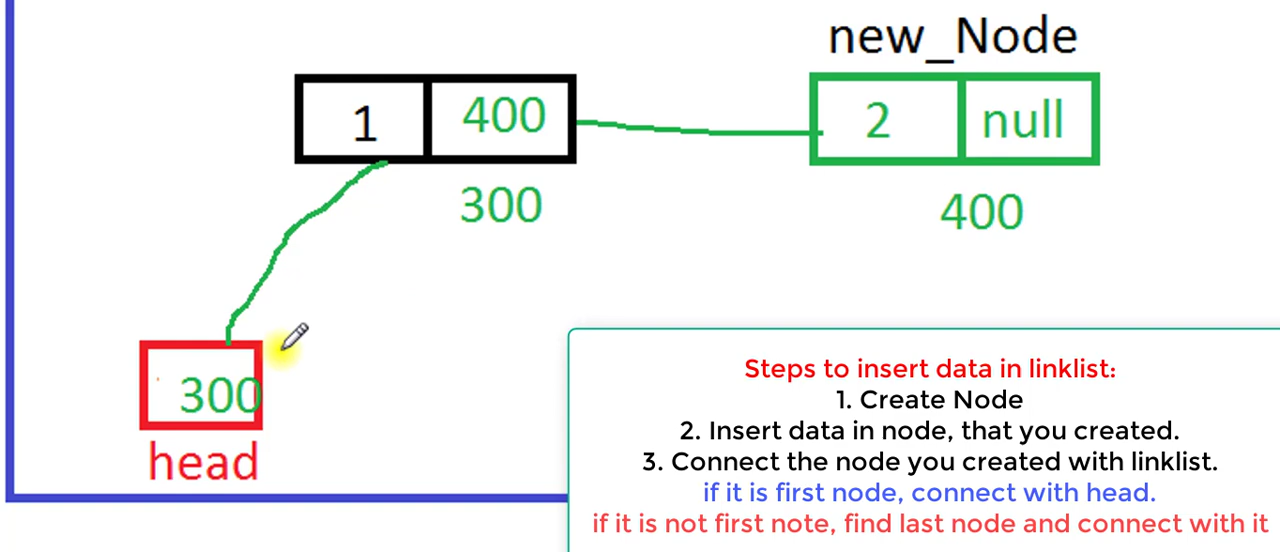 new_Node
1 400
2 null
300
400
300
head
Steps to insert data in linklist:
1. Create Node
2. Insert data in node, that you created.
3. Connect the node you created with linklist.
if it is first node, connect with head.
if it is not first note, find last node and connect with it